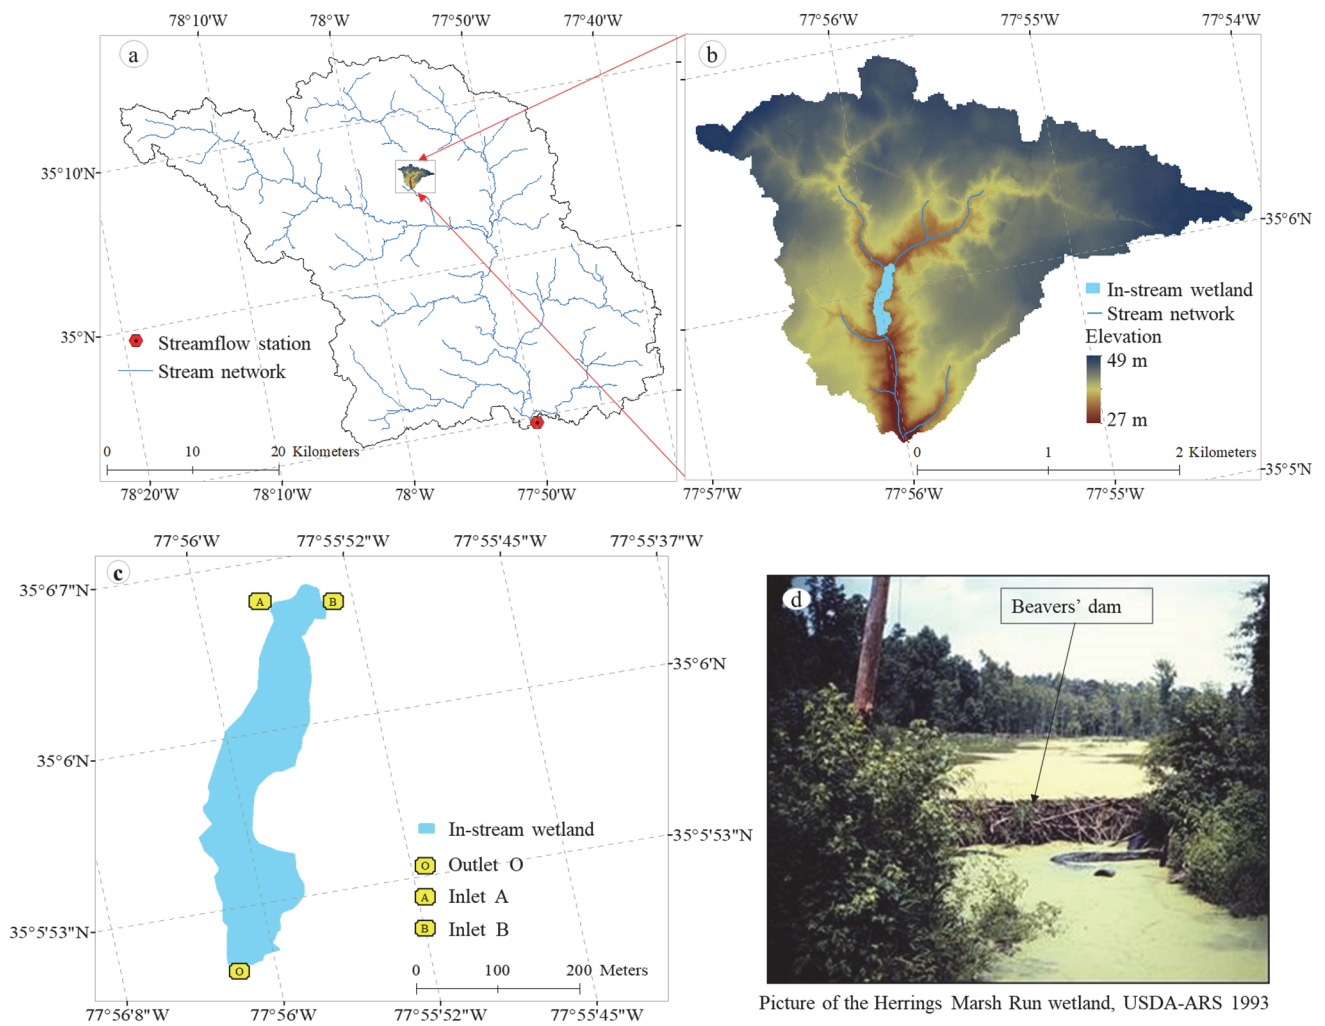 78°10'W 78°W 77°50'W 77°40'W
a
35°10'N
35°N
Streamflow station
Stream network
0 10 20 Kilometers
78°20'W 78°10'W 78°W 77°50'W
77°56'W 77°55'W 77°54'W
b
35°6'N
In-stream wetland
Stream network
Elevation
49 m
27 m
0 1 2 Kilometers
35°5'N
77°57'W 77°56'W 77°55'W
77°56'W 77°55'52"W 77°55'45"W 77°55'37"W
c
35°6'7"N
A B
35°6'N
35°6'N
35°5'53"N
35°5'53"N
In-stream wetland
O Outlet O
A Inlet A
B Inlet B
O
0 100 200 Meters
77°56'8"W 77°56'W 77°55'52"W 77°55'45"W
d
Beavers' dam
Picture of the Herrings Marsh Run wetland, USDA-ARS 1993